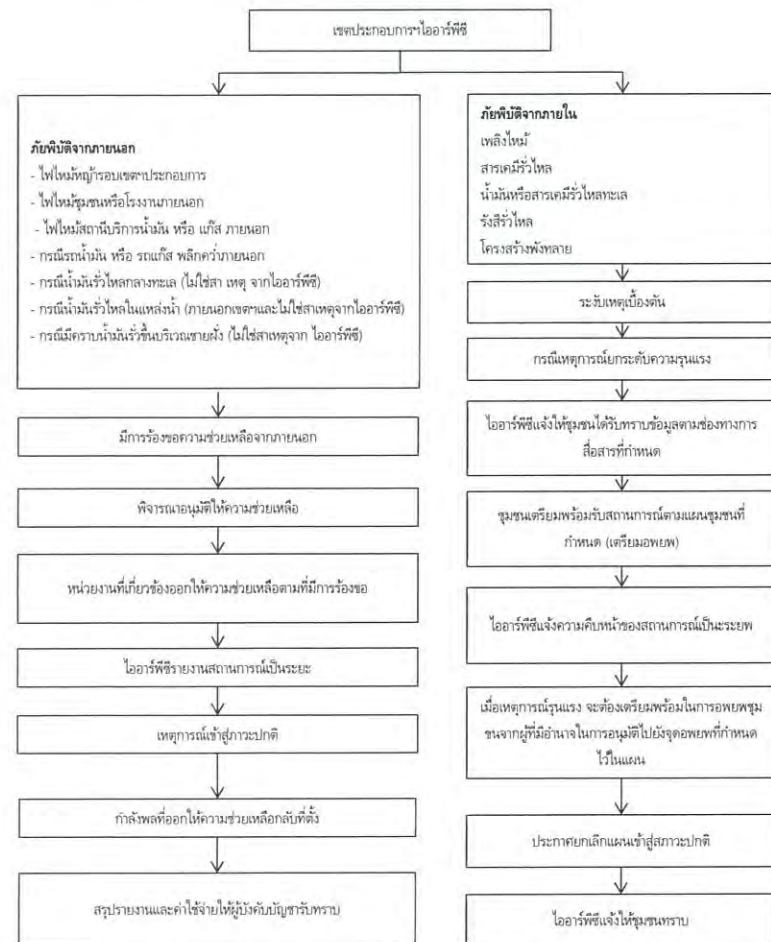 เขตประกอบการฯไออาร์พีซี
ภัยพิบัติจากภายนอก
- ไฟไหม้หญ้ารอบเขตฯประกอบการ
- ไฟไหม้ชุมชนหรือโรงงานภายนอก
- ไฟไหม้สถานีบริการน้ำมัน หรือ แก๊ส ภายนอก
- กรณีรถน้ำมัน หรือ รถแก๊ส พลิกคว่ำภายนอก
- กรณีน้ำมันรั่วไหลกลางทะเล (ไม่ใช่สา เหตุ จากไออาร์พีซี)
- กรณีน้ำมันรั่วไหลในแหล่งน้ำ (ภายนอกเขตฯและไม่ใช่สาเหตุจากไออาร์พีซี)
- กรณีมีคราบน้ำมันรั่วขึ้นบริเวณชายฝั่ง (ไม่ใช่สาเหตุจาก ไออาร์พีซี)
มีการร้องขอความช่วยเหลือจากภายนอก
พิจารณาอนุมัติให้ความช่วยเหลือ
หน่วยงานที่เกี่ยวข้องออกให้ความช่วยเหลือตามที่มีการร้องขอ
ไออาร์พีซีรายงานสถานการณ์เป็นระยะ
เหตุการณ์เข้าสู่ภาวะปกติ
กำลังพลที่ออกให้ความช่วยเหลือกลับที่ตั้ง
สรุปรายงานและค่าใช้จ่ายให้ผู้บังคับบัญชารับทราบ
ภัยพิบัติจากภายใน
เพลิงไหม้
สารเคมีรั่วไหล
น้ำมันหรือสารเคมีรั่วไหลทะเล
รังสีรั่วไหล
โครงสร้างพังทลาย
ระงับเหตุเบื้องต้น
กรณีเหตุการณ์ยกระดับความรุนแรง
ไออาร์พีซีแจ้งให้ชุมชนได้รับทราบข้อมูลตามช่องทางการ
สื่อสารที่กำหนด
ชุมชนเตรียมพร้อมรับสถานการณ์ตามแผนชุมชนที่
กำหนด (เตรียมอพยพ)
ไออาร์พีซีแจ้งความคืบหน้าของสถานการณ์เป็นะระยพ
เมื่อเหตุการณ์รุนแรง จะต้องเตรียมพร้อมในการอพยพชุม
ชนจากผู้ที่มีอำนาจในการอนุมัติไปยังจุดอพยพที่กำหนด
ไว้ในแผน
ประกาศยกเลิกแผนเข้าสู่สภาวะปกติ
ไออาร์พีซีแจ้งให้ชุมชนทราบ